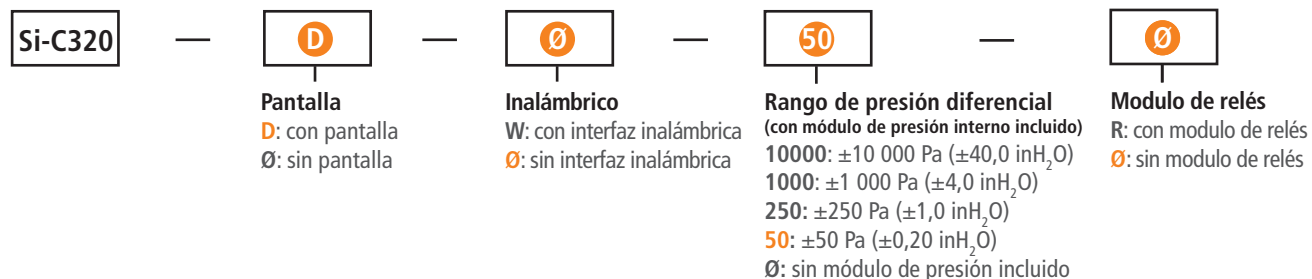 Si-C320 — D — Ø — 50 — Ø
Pantalla
D: con pantalla
Ø: sin pantalla
Inalámbrico
W: con interfaz inalámbrica
Ø: sin interfaz inalámbrica
Rango de presión diferencial
(con módulo de presión interno incluido)
10000: ±10 000 Pa (±40,0 inH₂O)
1000: ±1 000 Pa (±4,0 inH₂O)
250: ±250 Pa (±1,0 inH₂O)
50: ±50 Pa (±0,20 inH₂O)
Ø: sin módulo de presión incluido
Modulo de relés
R: con modulo de relés
Ø: sin modulo de relés